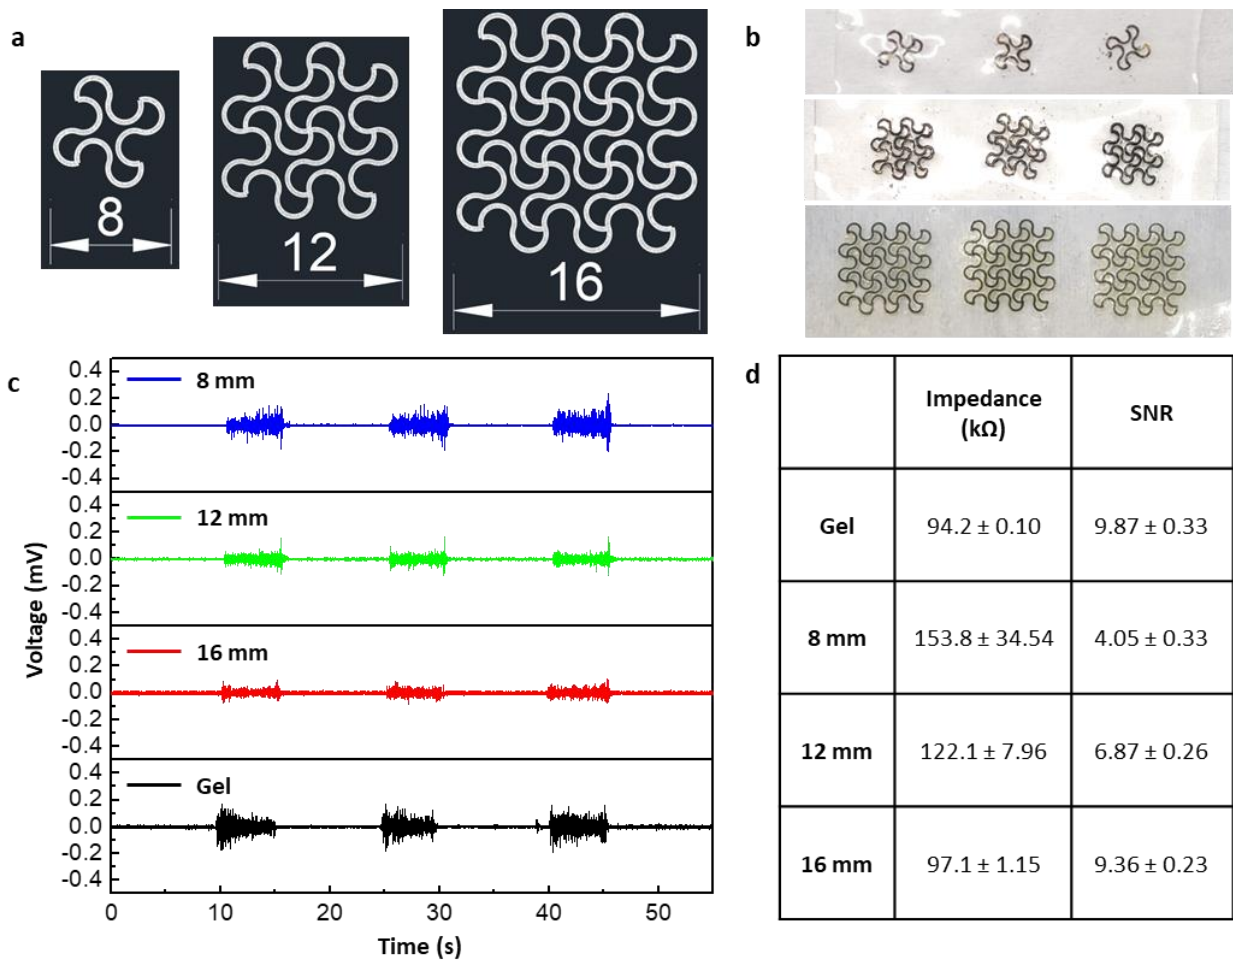 a
8
12
16
b
c
Voltage (mV)
0.4
0.2
0.0
-0.2
-0.4
8 mm
0.4
0.2
0.0
-0.2
-0.4
12 mm
0.4
0.2
0.0
-0.2
-0.4
16 mm
0.4
0.2
0.0
-0.2
-0.4
Gel
0 10 20 30 40 50
Time (s)
d
Impedance
(kΩ)
SNR
Gel 94.2 ± 0.10 9.87 ± 0.33
8 mm 153.8 ± 34.54 4.05 ± 0.33
12 mm 122.1 ± 7.96 6.87 ± 0.26
16 mm 97.1 ± 1.15 9.36 ± 0.23